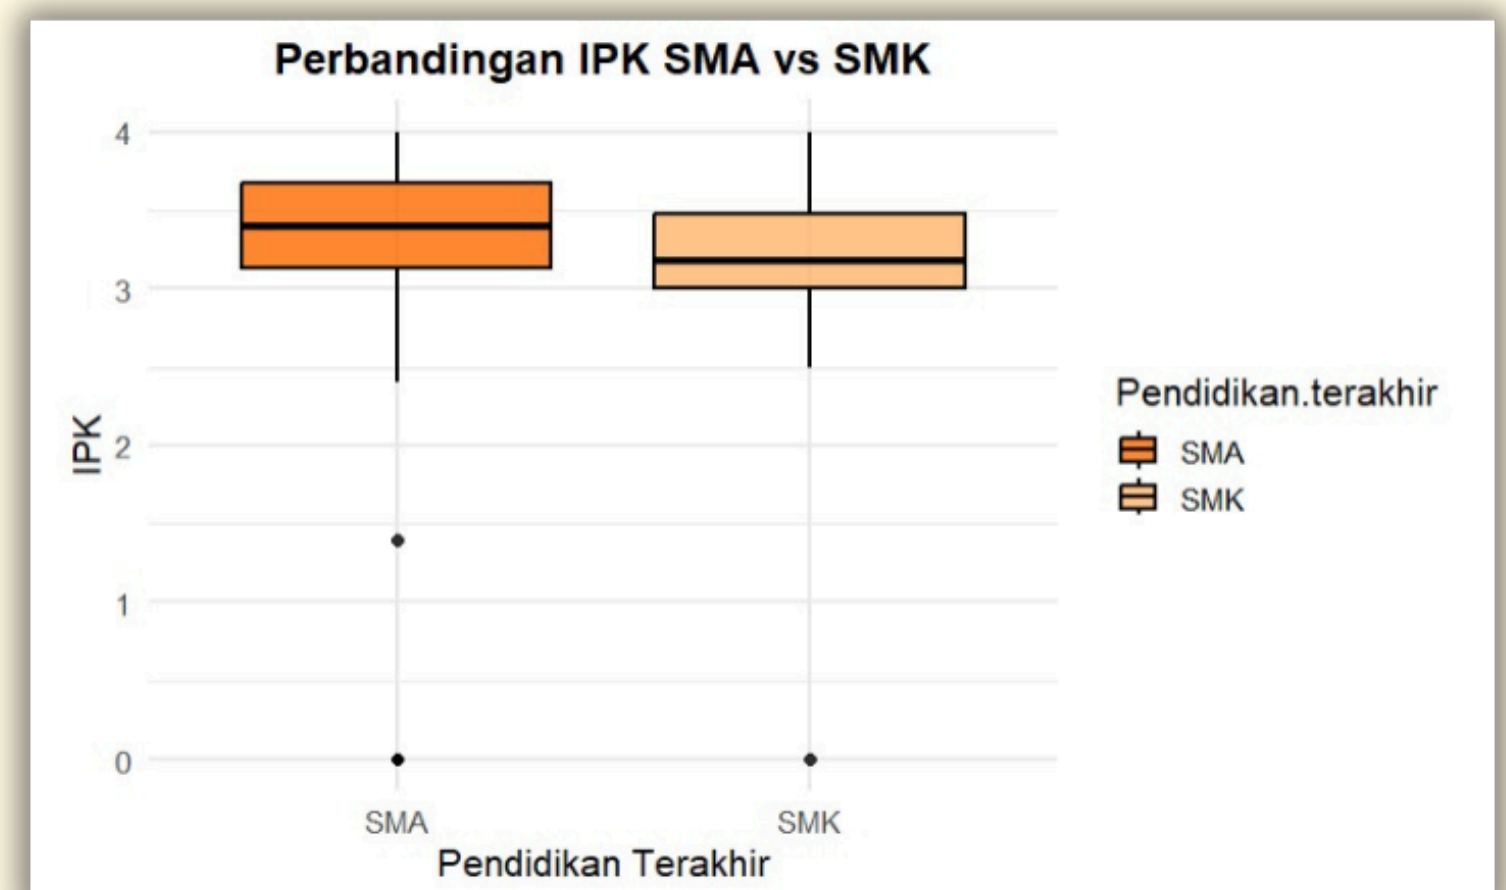 Perbandingan IPK SMA vs SMK
4
3
2
1
0
IPK
SMA
SMK
Pendidikan Terakhir
Pendidikan.terakhir
SMA
SMK